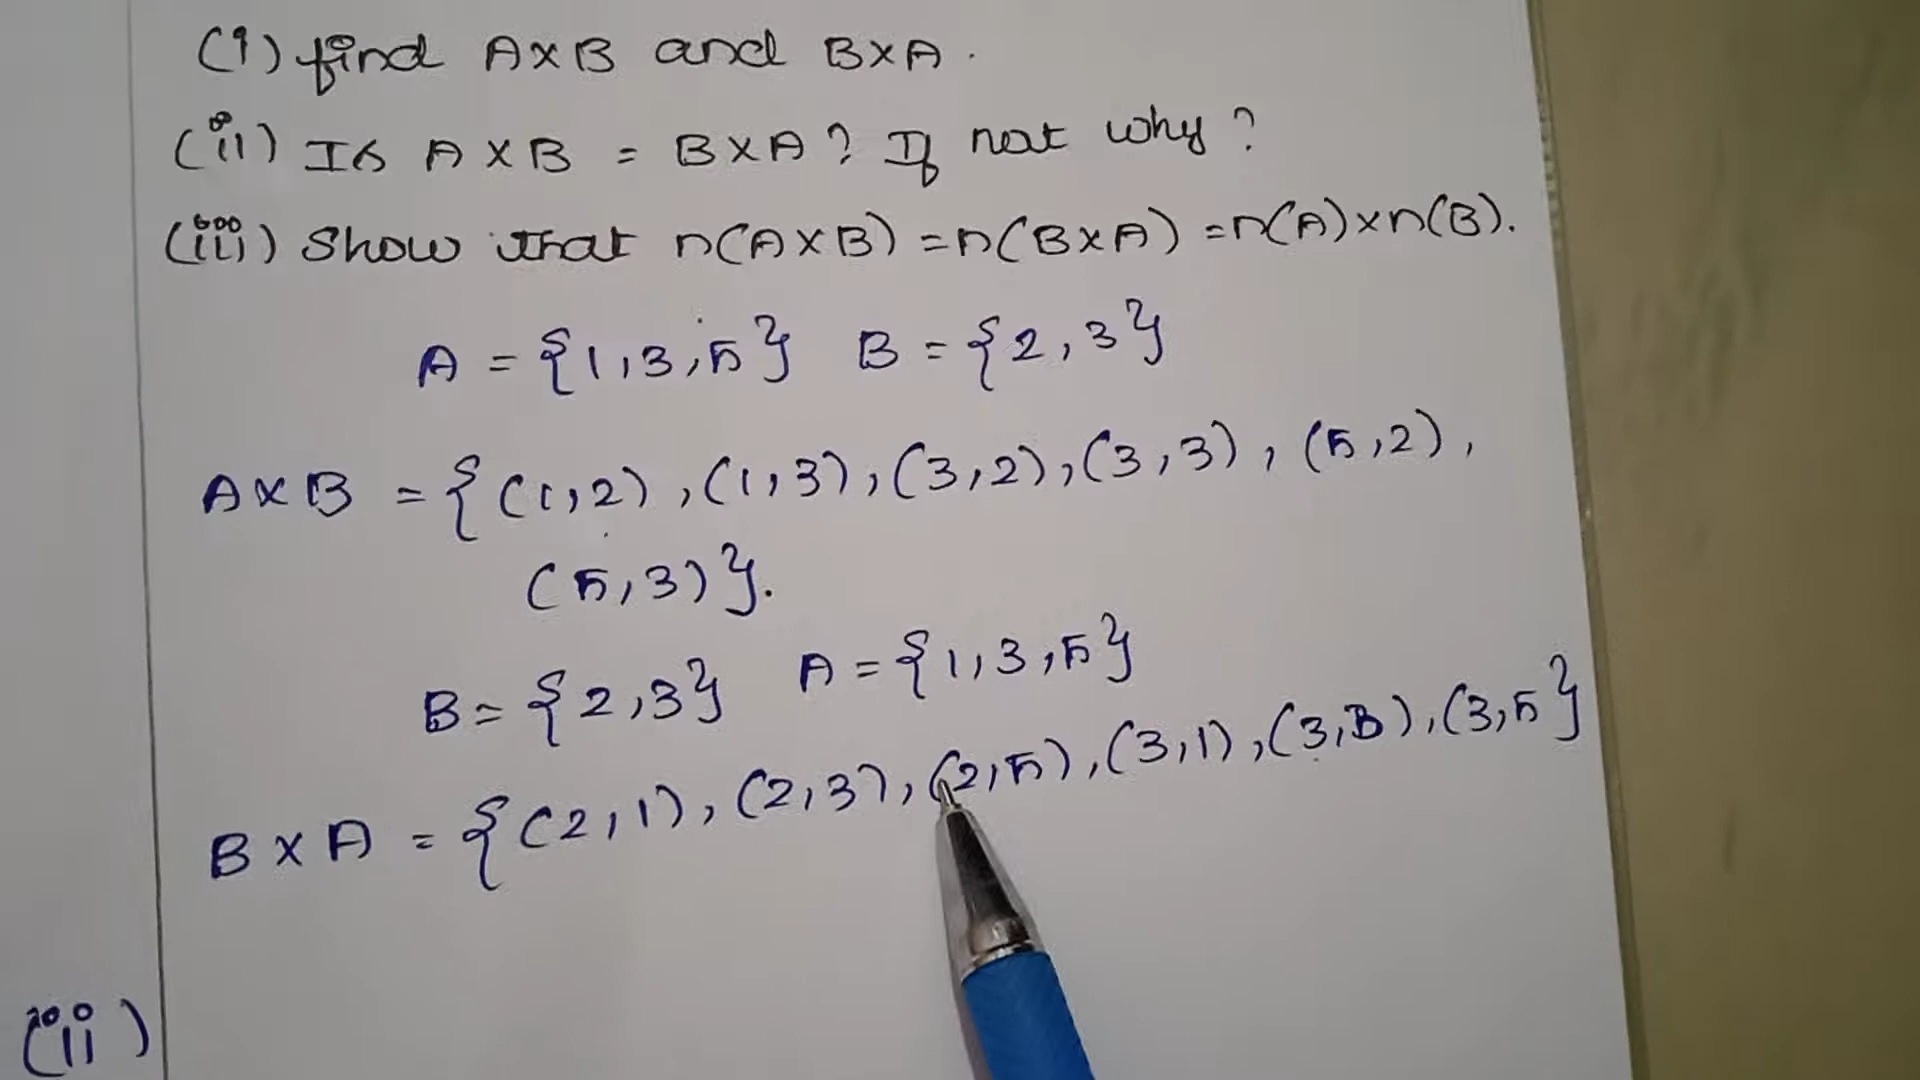 (i) find A×B and B×A.
(ii) Is A×B = B×A? If not why?
(iii) Show that n(A×B) = n(B×A) = n(A)×n(B).
A = {1,3,5} B = {2,3}
A×B = {(1,2),(1,3),(3,2),(3,3),(5,2),
(5,3)}.
B = {2,3} A = {1,3,5}
B×A = {(2,1),(2,3),(2,5),(3,1),(3,3),(3,5}
(ii)